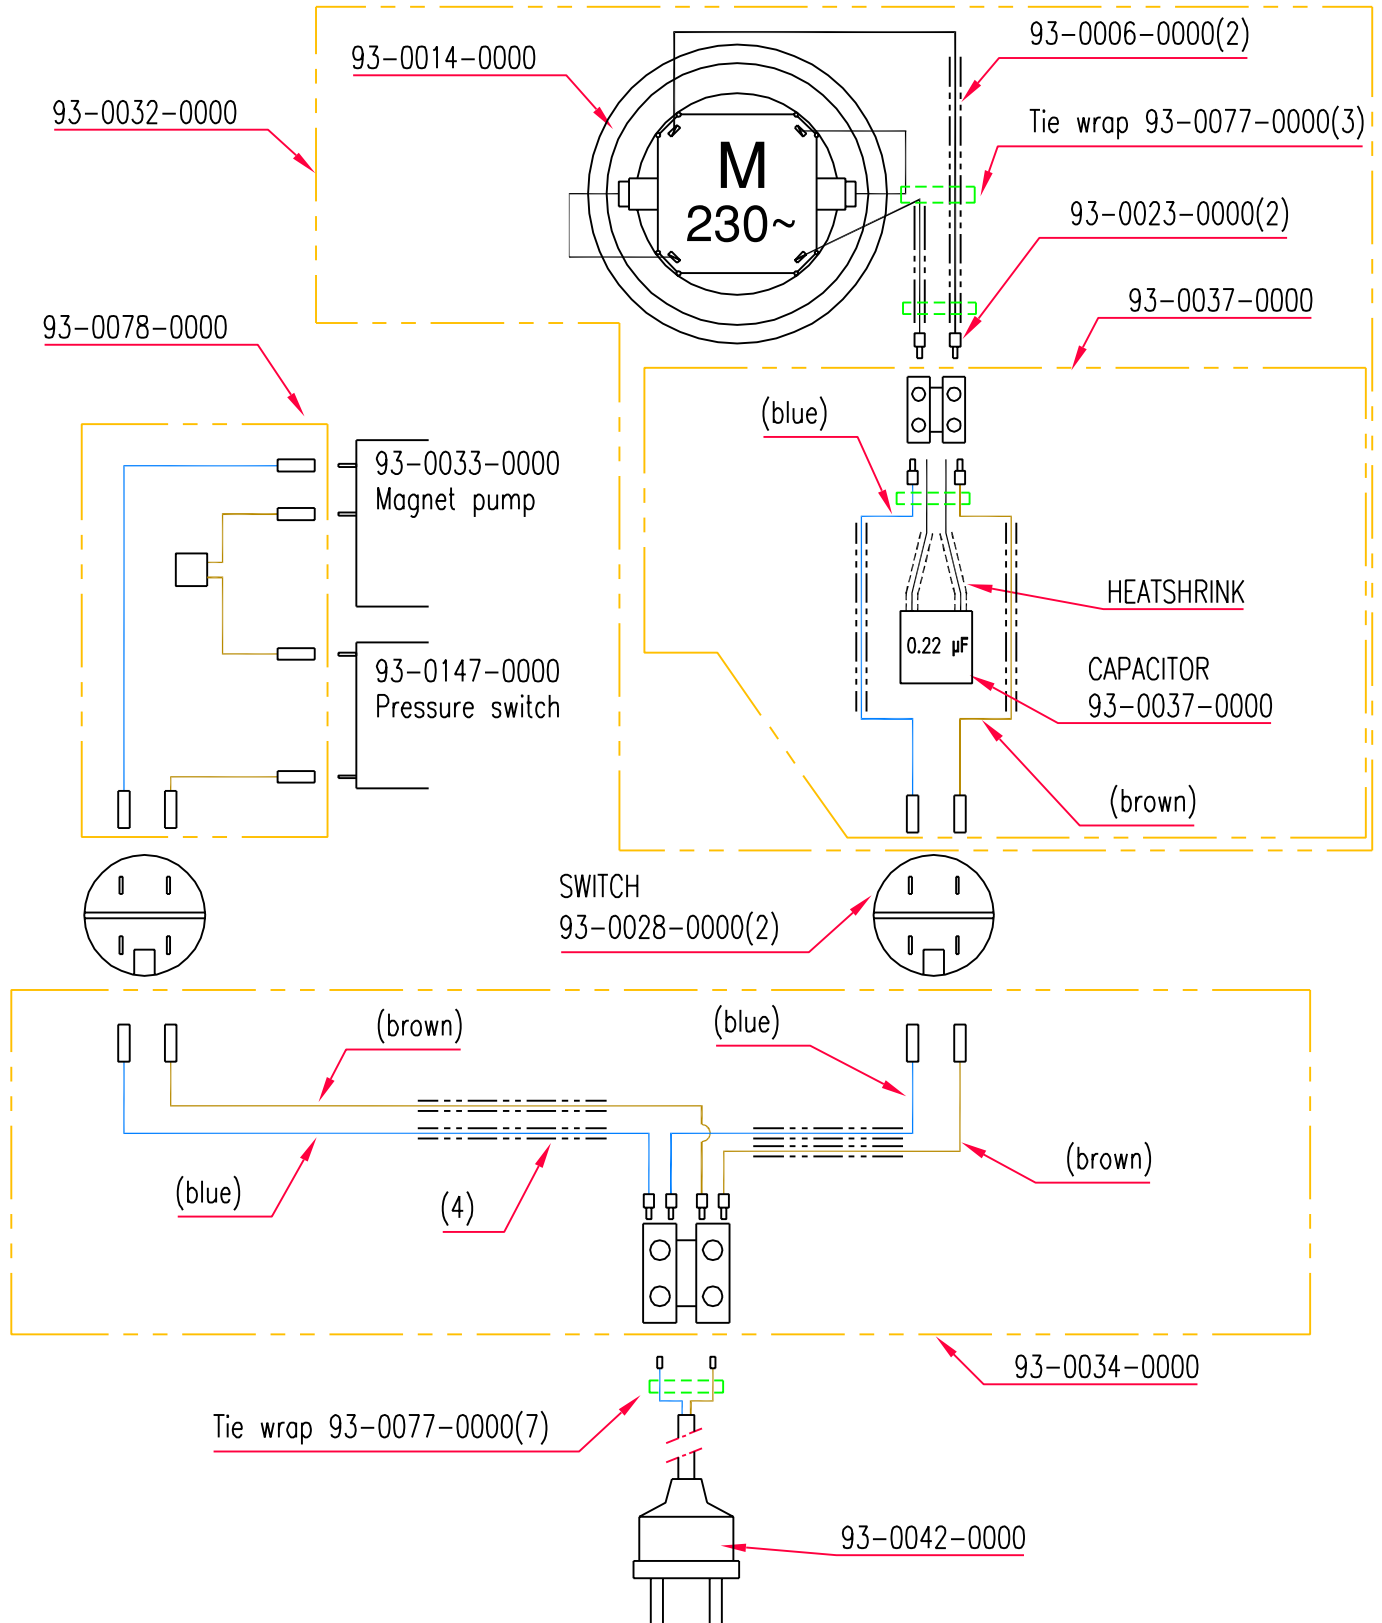 93-0006-0000(2)
93-0014-0000
93-0032-0000
Tie wrap 93-0077-0000(3)
M
230~
93-0023-0000(2)
93-0037-0000
93-0078-0000
(blue)
93-0033-0000
Magnet pump
HEATSHRINK
0.22 µF
93-0147-0000
Pressure switch
CAPACITOR
93-0037-0000
(brown)
SWITCH
93-0028-0000(2)
(brown)
(blue)
(brown)
(blue)
(4)
93-0034-0000
Tie wrap 93-0077-0000(7)
93-0042-0000